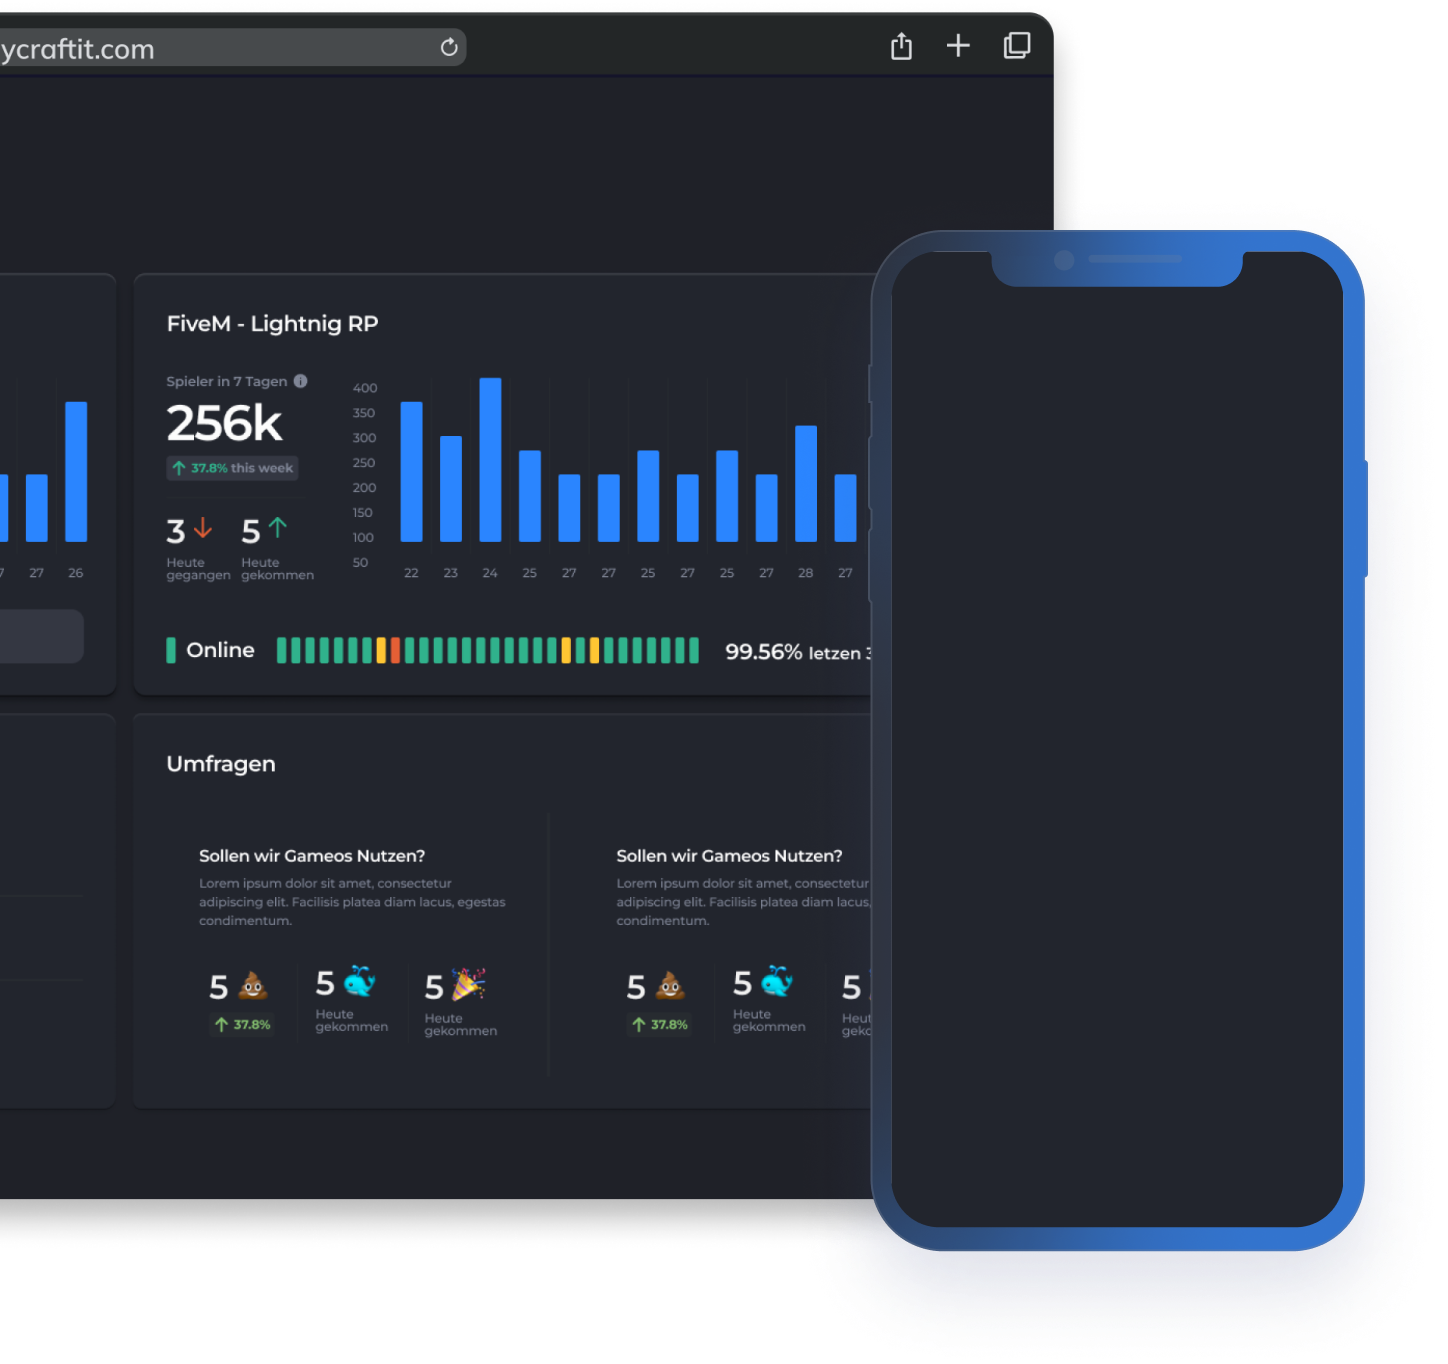 ycraftit.com
FiveM - Lightnig RP
Spieler in 7 Tagen
256k
37.8% this week
3
5
Heute
gegangen
Heute
gekommen
400
350
300
250
200
150
100
50
27 26
22 23 24 25 27 27 25 27 25 27 28 27
Online
99.56% letzen
Umfragen
Sollen wir Gameos Nutzen?
Lorem ipsum dolor sit amet, consectetur
adipiscing elit. Facilisis platea diam lacus, egestas
condimentum.
5
37.8%
5
Heute
gekommen
5
Heute
gekommen
Sollen wir Gameos Nutzen?
Lorem ipsum dolor sit amet, consectetur
adipiscing elit. Facilisis platea diam lacus,
condimentum.
5
37.8%
5
Heute
gekommen
5